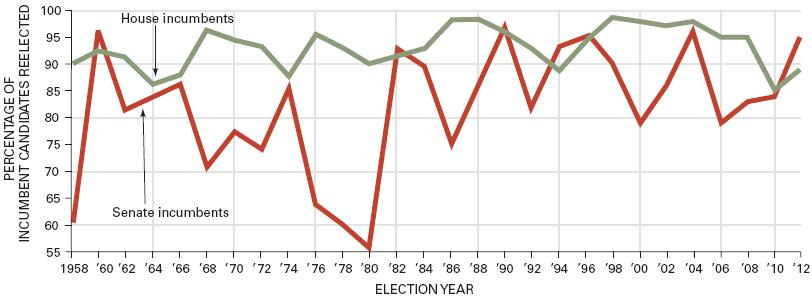 House incumbents
Senate incumbents
PERCENTAGE OF
INCUMBENT CANDIDATES REELECTED
100
95
90
85
80
75
70
65
60
55
1958 '60 '62 '64 '66 '68 '70 '72 '74 '76 '78 '80 '82 '84 '86 '88 '90 '92 '94 '96 '98 '00 '02 '04 '06 '08 '10 '12
ELECTION YEAR